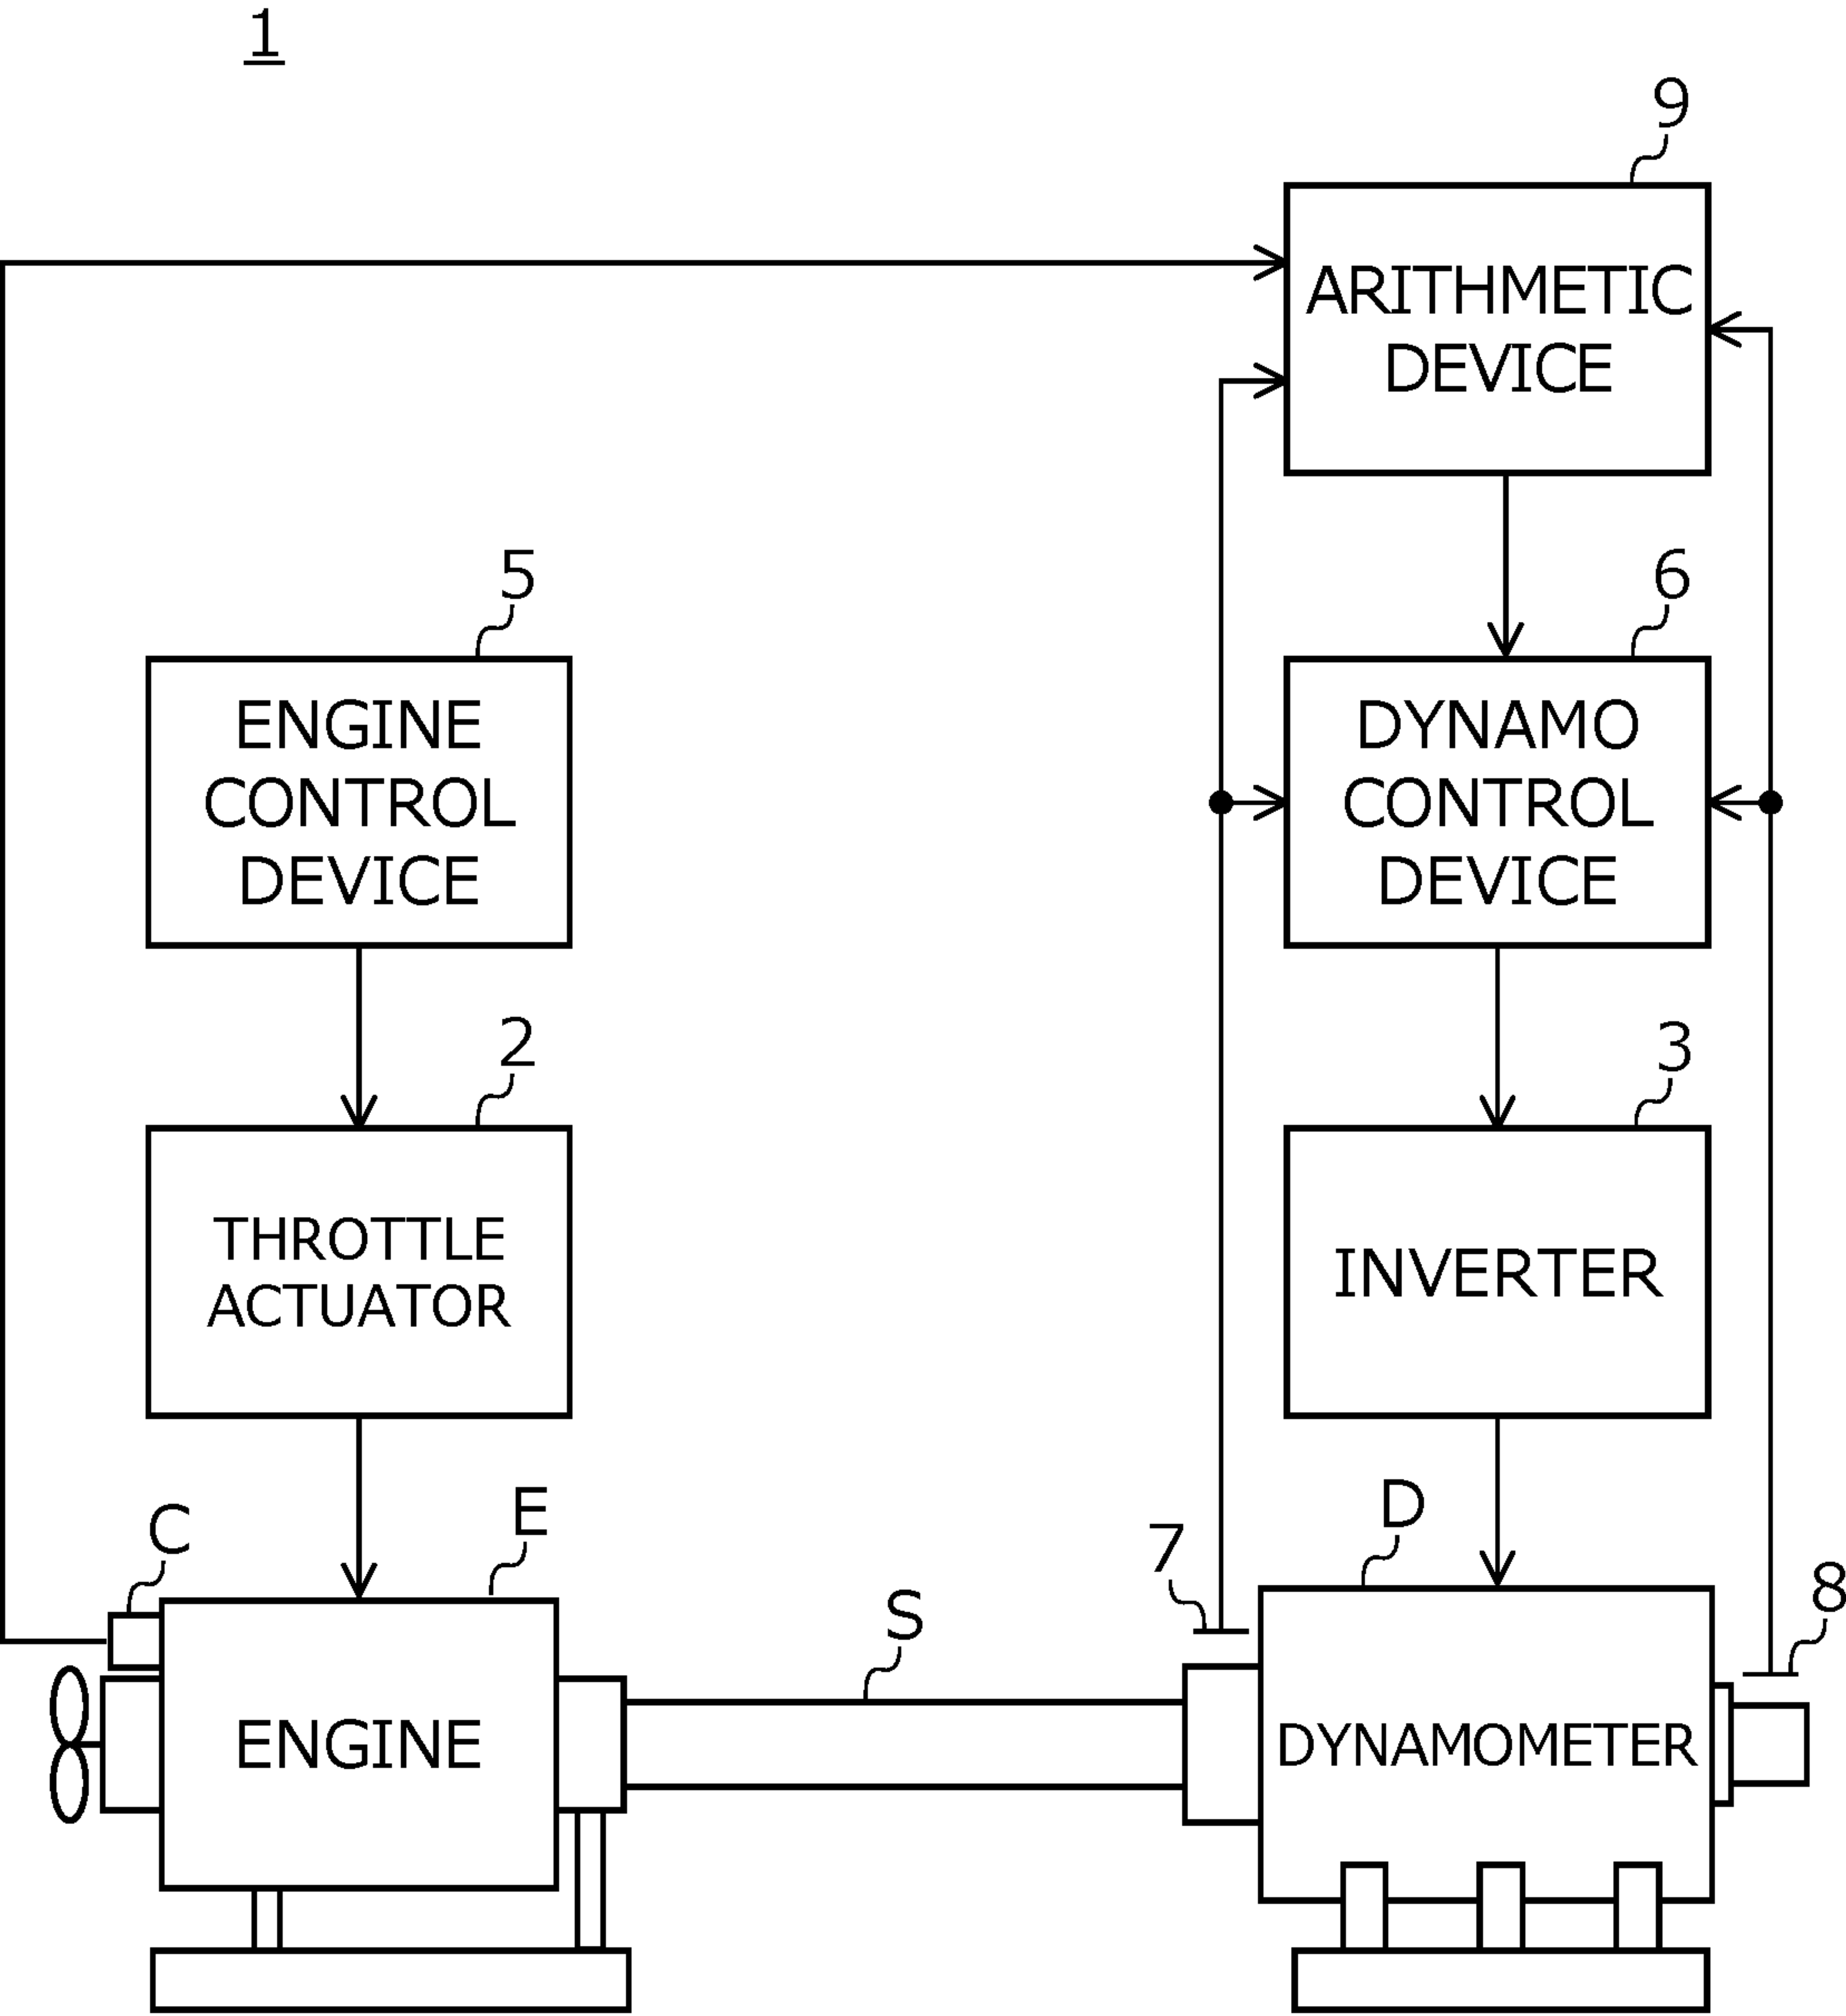 1
9
ARITHMETIC
DEVICE
5
6
ENGINE
CONTROL
DEVICE
DYNAMO
CONTROL
DEVICE
2
3
THROTTLE
ACTUATOR
INVERTER
C
E
S
7
D
8
ENGINE
DYNAMOMETER